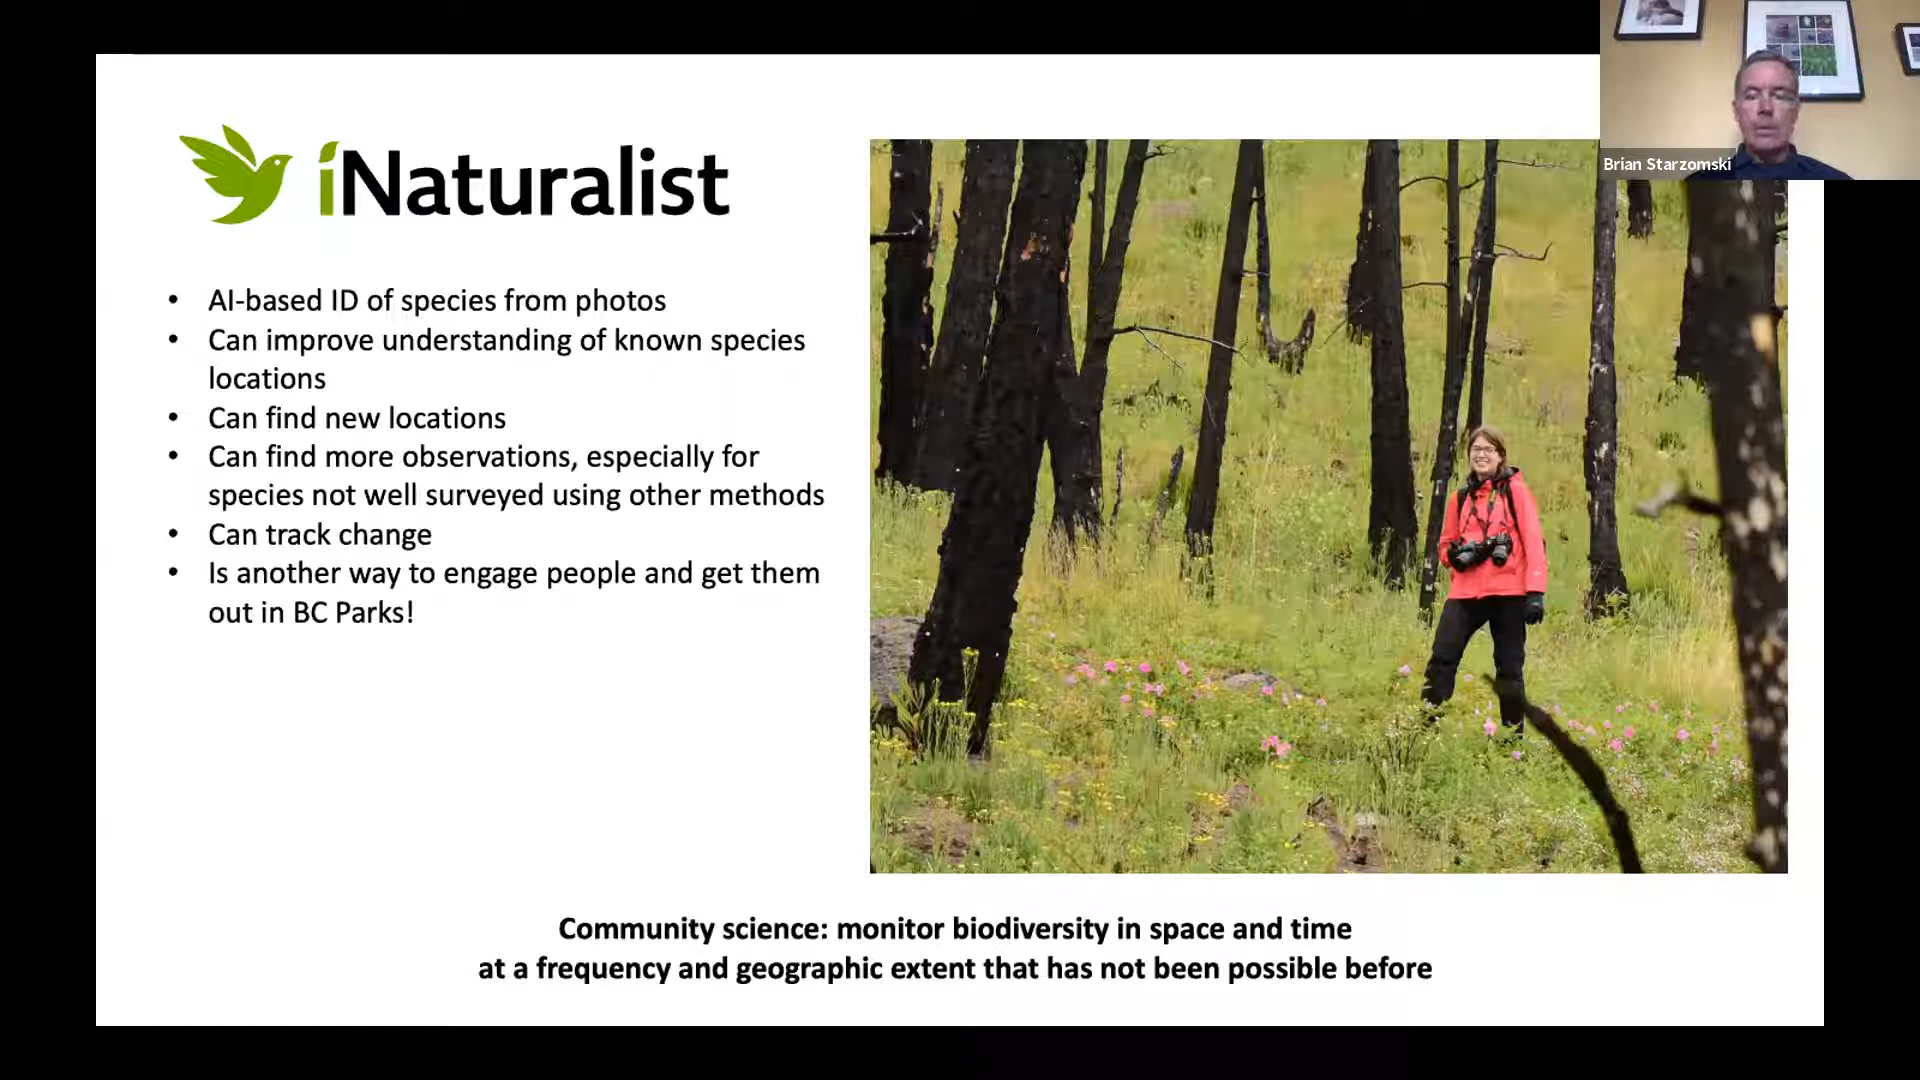 Brian Starzomski
iNaturalist
• AI-based ID of species from photos
• Can improve understanding of known species
locations
• Can find new locations
• Can find more observations, especially for
species not well surveyed using other methods
• Can track change
• Is another way to engage people and get them
out in BC Parks!
Community science: monitor biodiversity in space and time
at a frequency and geographic extent that has not been possible before